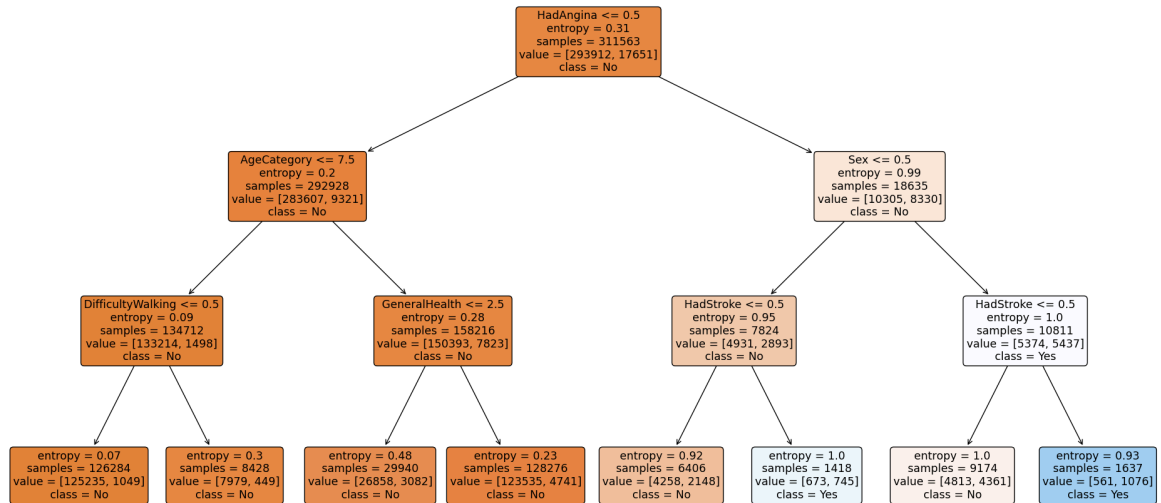 HadAngina <= 0.5
entropy = 0.31
samples = 311563
value = [293912, 17651]
class = No
AgeCategory <= 7.5
entropy = 0.2
samples = 292928
value = [283607, 9321]
class = No
Sex <= 0.5
entropy = 0.99
samples = 18635
value = [10305, 8330]
class = No
DifficultyWalking <= 0.5
entropy = 0.09
samples = 134712
value = [133214, 1498]
class = No
GeneralHealth <= 2.5
entropy = 0.28
samples = 158216
value = [150393, 7823]
class = No
HadStroke <= 0.5
entropy = 0.95
samples = 7824
value = [4931, 2893]
class = No
HadStroke <= 0.5
entropy = 1.0
samples = 10811
value = [5374, 5437]
class = Yes
entropy = 0.07
samples = 126284
value = [125235, 1049]
class = No
entropy = 0.3
samples = 8428
value = [7979, 449]
class = No
entropy = 0.48
samples = 29940
value = [26858, 3082]
class = No
entropy = 0.23
samples = 128276
value = [123535, 4741]
class = No
entropy = 0.92
samples = 6406
value = [4258, 2148]
class = No
entropy = 1.0
samples = 1418
value = [673, 745]
class = Yes
entropy = 1.0
samples = 9174
value = [4813, 4361]
class = No
entropy = 0.93
samples = 1637
value = [561, 1076]
class = Yes